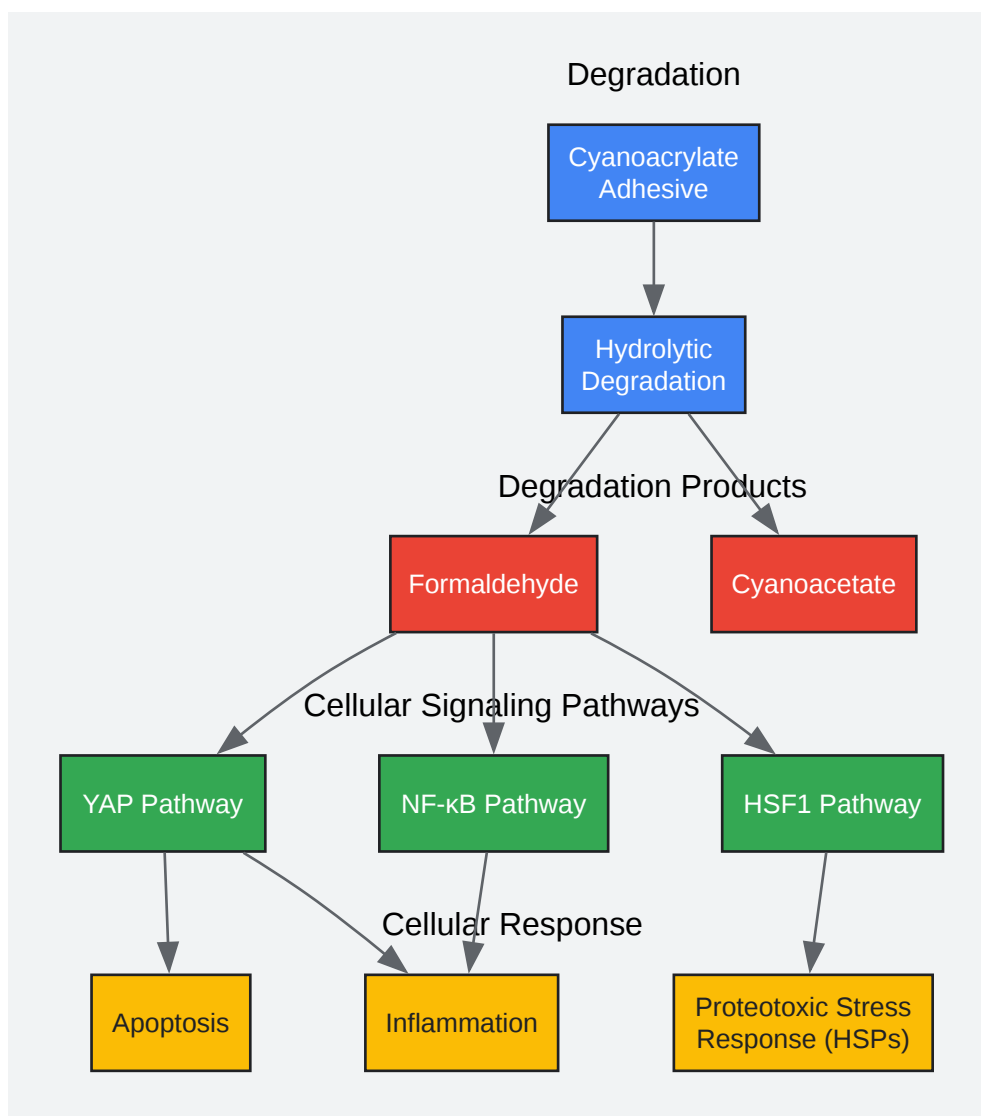 Degradation
Cyanoacrylate
Adhesive
Hydrolytic
Degradation
Degradation Products
Formaldehyde
Cyanoacetate
Cellular Signaling Pathways
YAP Pathway
NF-κB Pathway
HSF1 Pathway
Cellular Response
Apoptosis
Inflammation
Proteotoxic Stress
Response (HSPs)